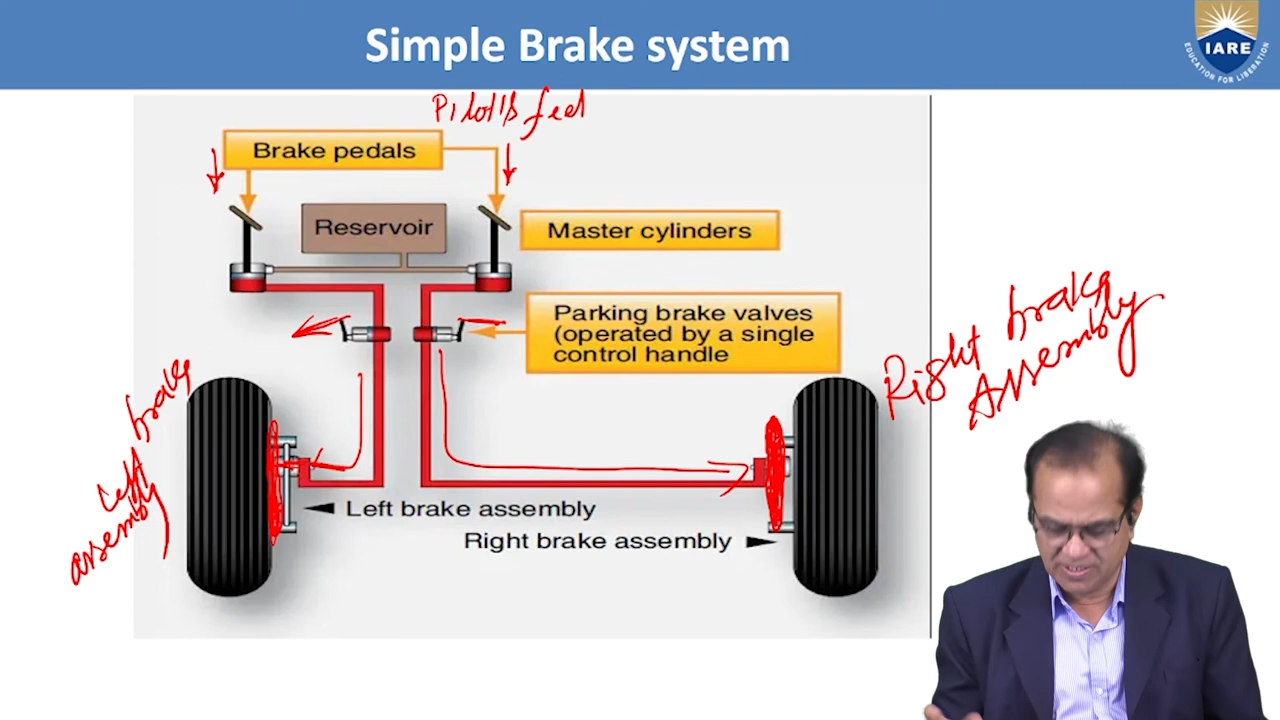 Simple Brake system
IARE
EDUCATION FOR LIBERATION
Pilot's feet
Brake pedals
Reservoir
Master cylinders
Parking brake valves
(operated by a single
control handle
Right brake
Assembly
Left brake
assembly
Left brake assembly
Right brake assembly